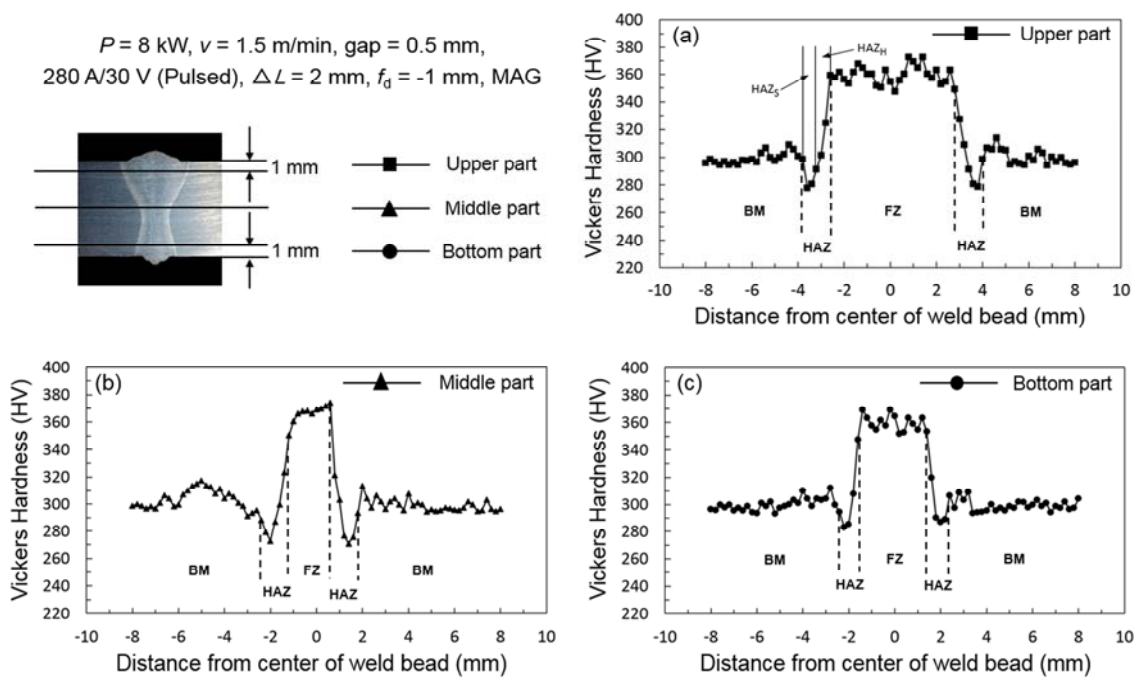 P = 8 kW, v = 1.5 m/min, gap = 0.5 mm,
280 A/30 V (Pulsed), △L = 2 mm, fd = -1 mm, MAG
1 mm
1 mm
Upper part
Middle part
Bottom part
(a)
Upper part
HAZH
HAZS
Vickers Hardness (HV)
400
380
360
340
320
300
280
260
240
220
BM
HAZ
FZ
HAZ
BM
-10 -8 -6 -4 -2 0 2 4 6 8 10
Distance from center of weld bead (mm)
(b)
Middle part
Vickers Hardness (HV)
400
380
360
340
320
300
280
260
240
220
BM
HAZ
FZ
HAZ
BM
-10 -8 -6 -4 -2 0 2 4 6 8 10
Distance from center of weld bead (mm)
(c)
Bottom part
Vickers Hardness (HV)
400
380
360
340
320
300
280
260
240
220
BM
HAZ
FZ
HAZ
BM
-10 -8 -6 -4 -2 0 2 4 6 8 10
Distance from center of weld bead (mm)